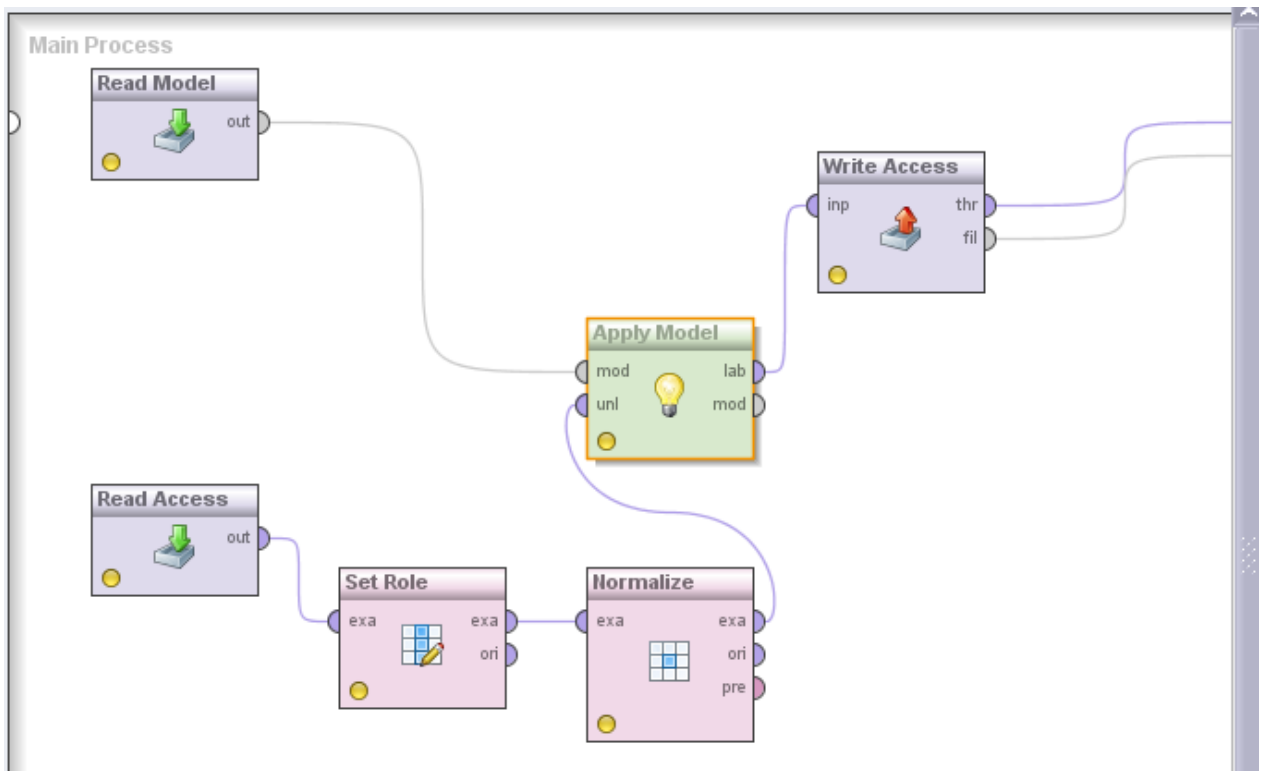 Main Process
Read Model
out
Write Access
inp thr
fil
Apply Model
mod lab
unl mod
Read Access
out
Set Role
exa exa
ori
Normalize
exa exa
ori
pre